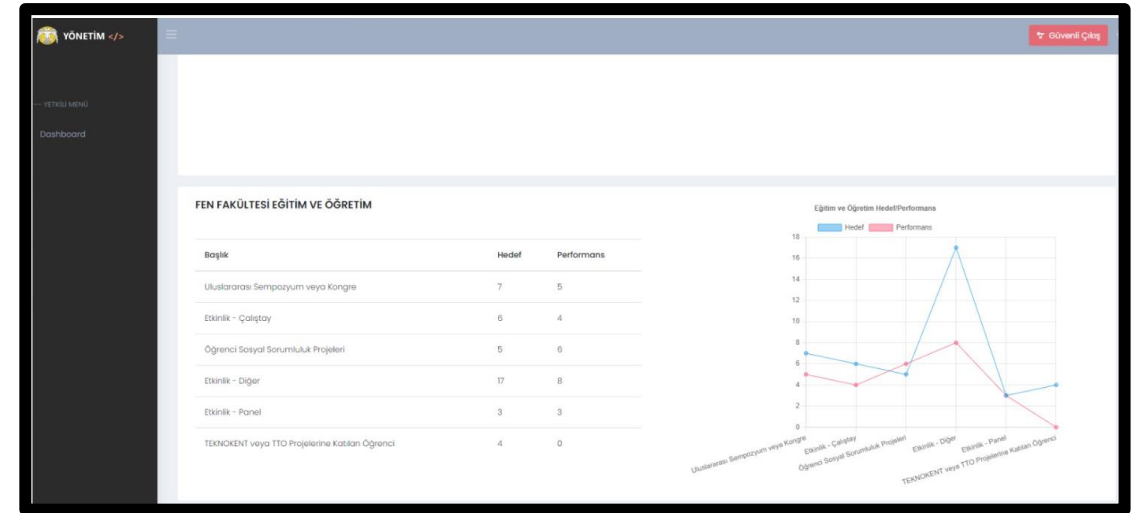 YÖNETİM </>
Güvenli Çıkış
YETKİLİ MENÜ
Dashboard
FEN FAKÜLTESİ EĞİTİM VE ÖĞRETİM
Başlık Hedef Performans
Uluslararası Sempozyum veya Kongre 7 5
Etkinlik - Çalıştay 6 4
Öğrenci Sosyal Sorumluluk Projeleri 5 6
Etkinlik - Diğer 17 8
Etkinlik - Panel 3 3
TEKNOKENT veya TTO Projelerine Katılan Öğrenci 4 0
Eğitim ve Öğretim Hedef/Performans
Hedef Performans
18
16
14
12
10
8
6
4
2
0
Uluslararası Sempozyum veya Kongre
Etkinlik - Çalıştay
Öğrenci Sosyal Sorumluluk Projeleri
Etkinlik - Diğer
Etkinlik - Panel
TEKNOKENT veya TTO Projelerine Katılan Öğrenci